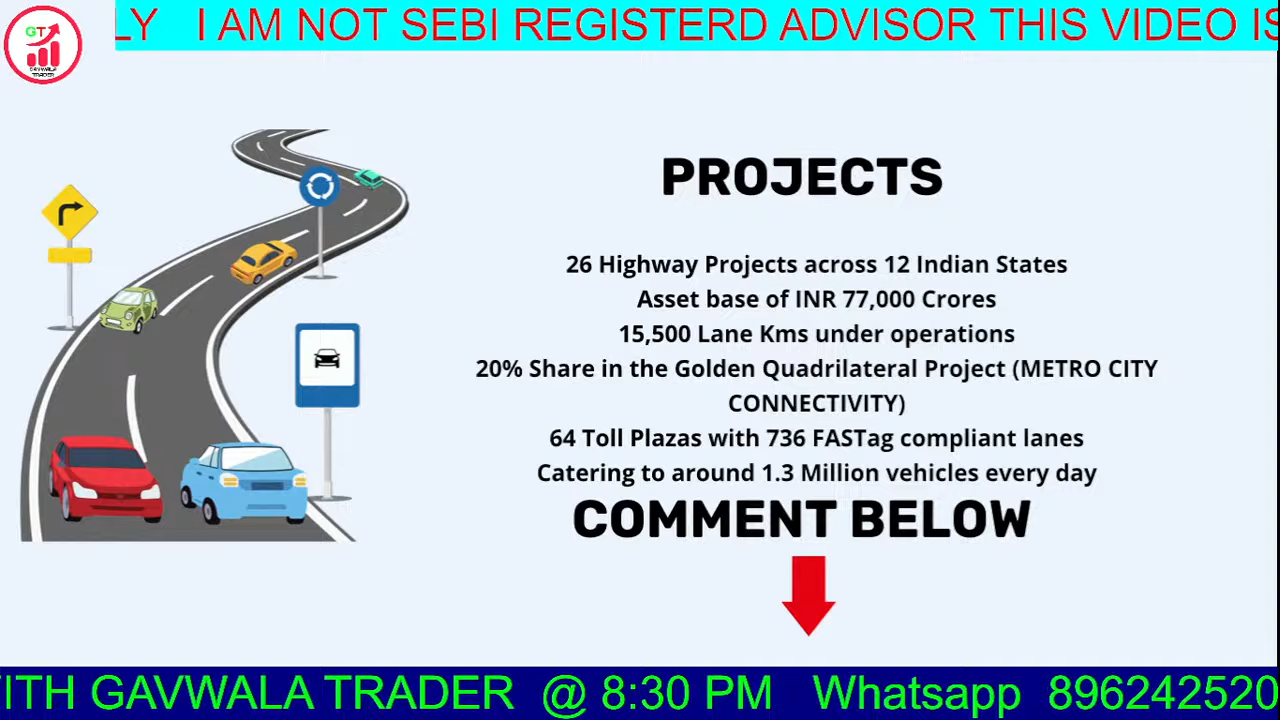 LY I AM NOT SEBI REGISTERD ADVISOR THIS VIDEO IS
GT
GAVWALA
TRADER
PROJECTS
26 Highway Projects across 12 Indian States
Asset base of INR 77,000 Crores
15,500 Lane Kms under operations
20% Share in the Golden Quadrilateral Project (METRO CITY
CONNECTIVITY)
64 Toll Plazas with 736 FASTag compliant lanes
Catering to around 1.3 Million vehicles every day
COMMENT BELOW
ITH GAVWALA TRADER @ 8:30 PM Whatsapp 896242520